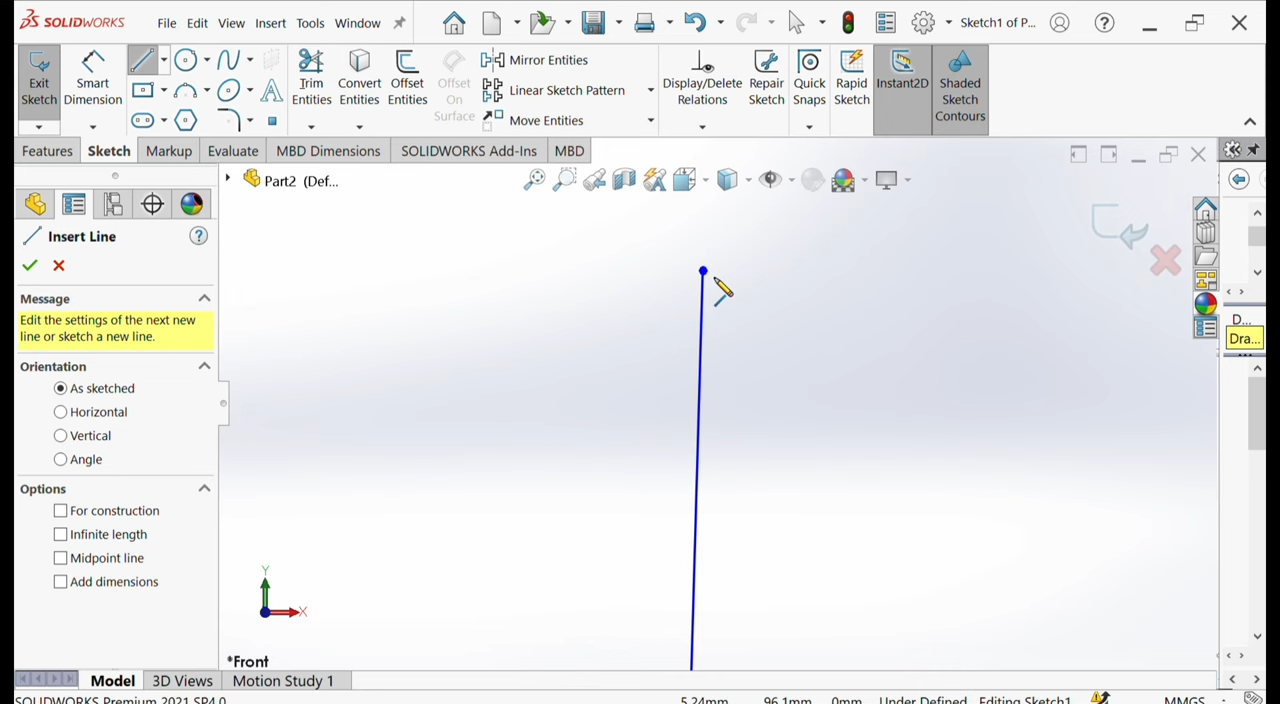 SOLIDWORKS
File Edit View Insert Tools Window
Sketch1 of P...
Exit Sketch
Smart Dimension
Trim Entities
Convert Entities
Offset Entities
Offset On Surface
Mirror Entities
Linear Sketch Pattern
Move Entities
Display/Delete Relations
Repair Sketch
Quick Snaps
Rapid Sketch
Instant2D
Shaded Sketch Contours
Features Sketch Markup Evaluate MBD Dimensions SOLIDWORKS Add-Ins MBD
Part2 (Def...
Insert Line
Message
Edit the settings of the next new
line or sketch a new line.
Orientation
As sketched
Horizontal
Vertical
Angle
Options
For construction
Infinite length
Midpoint line
Add dimensions
Y
X
*Front
D...
Dra...
Model 3D Views Motion Study 1
SOLIDWORKS Premium 2021 SP4.0 5.24mm 96.1mm 0mm Under Defined Editing Sketch1 MMGS